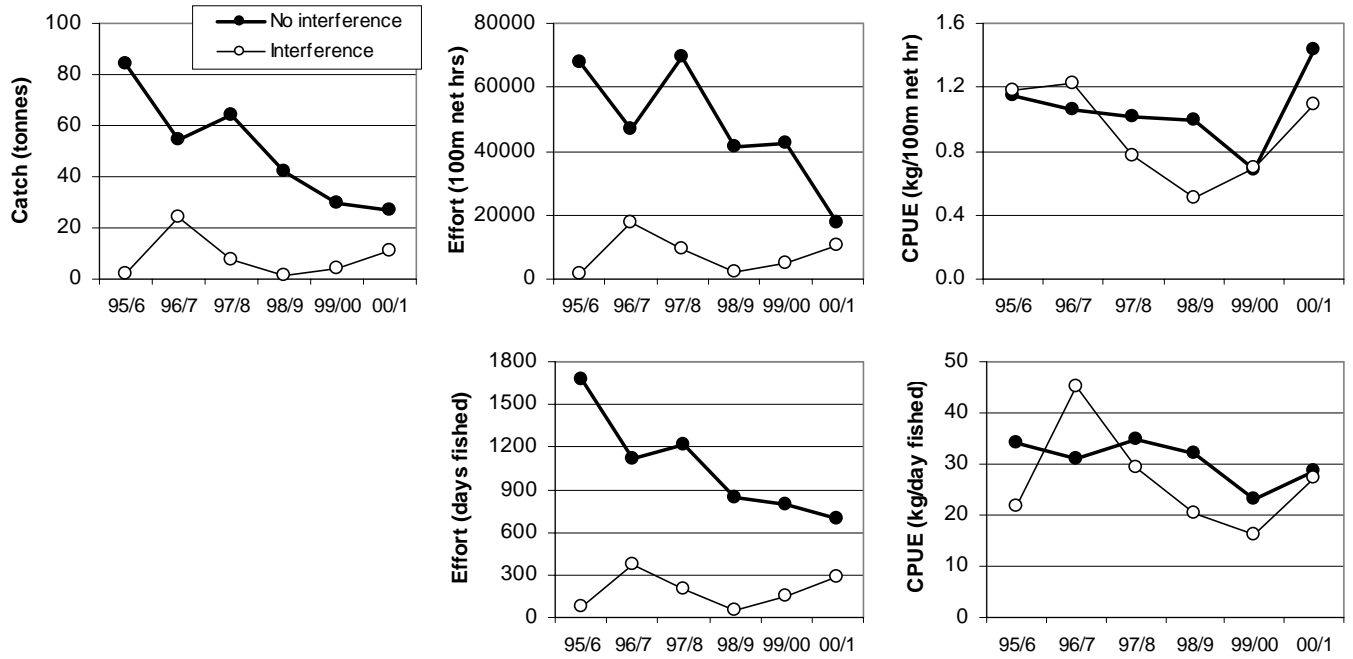 No interference
Interference
Catch (tonnes)
100
80
60
40
20
0
95/6 96/7 97/8 98/9 99/00 00/1
Effort (100m net hrs)
80000
60000
40000
20000
0
95/6 96/7 97/8 98/9 99/00 00/1
CPUE (kg/100m net hr)
1.6
1.2
0.8
0.4
0.0
95/6 96/7 97/8 98/9 99/00 00/1
Effort (days fished)
1800
1500
1200
900
600
300
0
95/6 96/7 97/8 98/9 99/00 00/1
CPUE (kg/day fished)
50
40
30
20
10
0
95/6 96/7 97/8 98/9 99/00 00/1